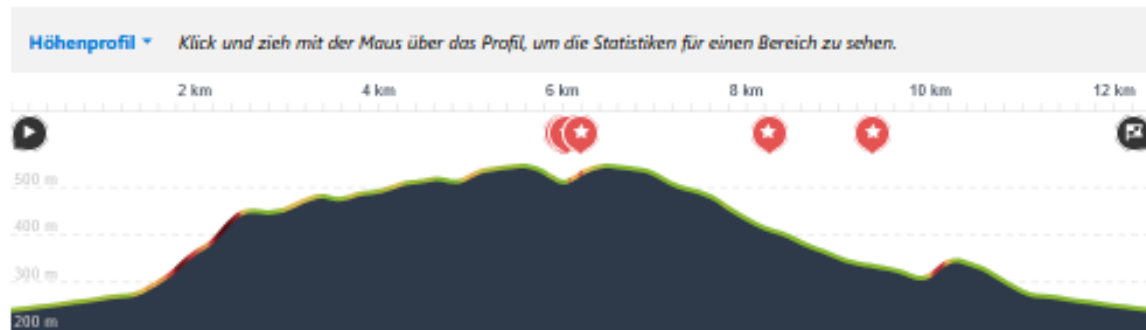 Höhenprofil Klick und zieh mit der Maus über das Profil, um die Statistiken für einen Bereich zu sehen.
2 km 4 km 6 km 8 km 10 km 12 km
500 m
400 m
300 m
200 m